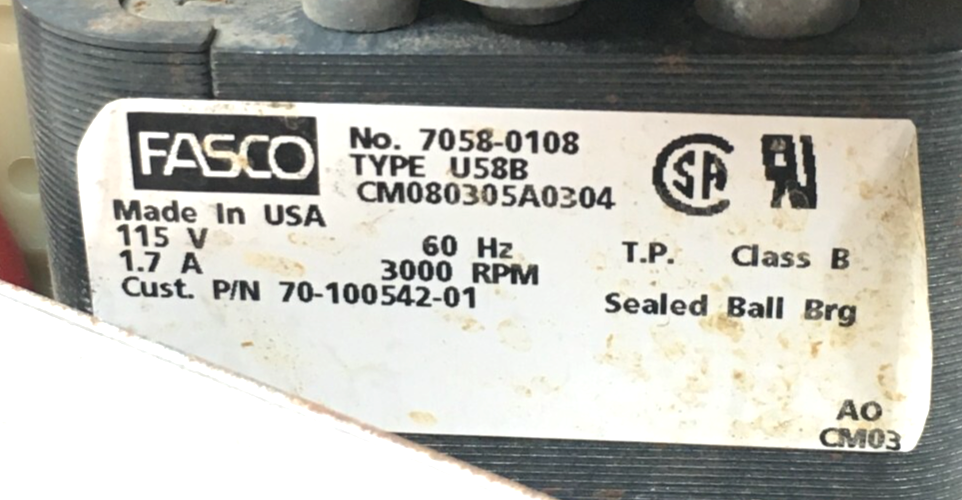 FASCO
No. 7058-0108
TYPE U58B
CM080305A0304
Made In USA
115 V 60 Hz T.P. Class B
1.7 A 3000 RPM
Cust. P/N 70-100542-01 Sealed Ball Brg
AO
CM03